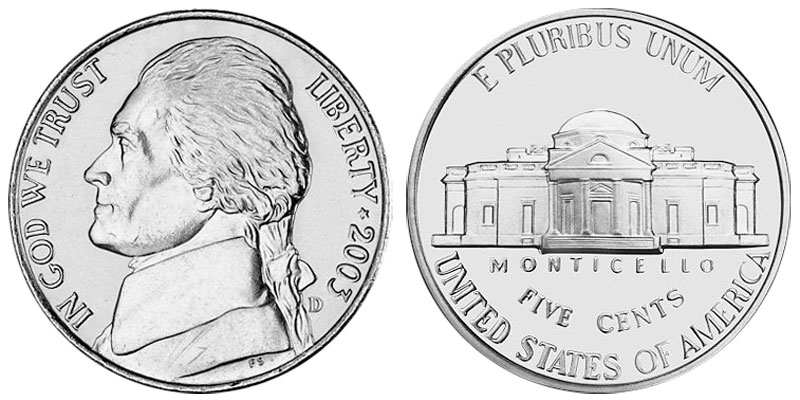 IN GOD WE TRUST
LIBERTY ★ 2003
D
FS
E PLURIBUS UNUM
MONTICELLO
FIVE CENTS
UNITED STATES OF AMERICA